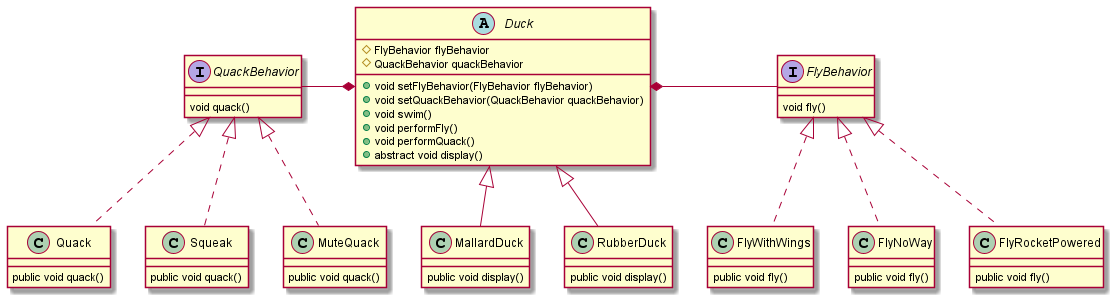 A Duck
FlyBehavior flyBehavior
QuackBehavior quackBehavior
void setFlyBehavior(FlyBehavior flyBehavior)
void setQuackBehavior(QuackBehavior quackBehavior)
void swim()
void performFly()
void performQuack()
abstract void display()
I QuackBehavior
void quack()
I FlyBehavior
void fly()
C Quack
public void quack()
C Squeak
public void quack()
C MuteQuack
public void quack()
C MallardDuck
public void display()
C RubberDuck
public void display()
C FlyWithWings
public void fly()
C FlyNoWay
public void fly()
C FlyRocketPowered
public void fly()